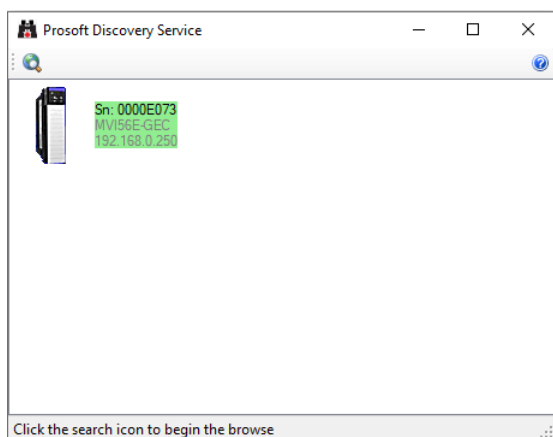 Prosoft Discovery Service
Sn: 0000E073
MVI56E-GEC
192.168.0.250
Click the search icon to begin the browse